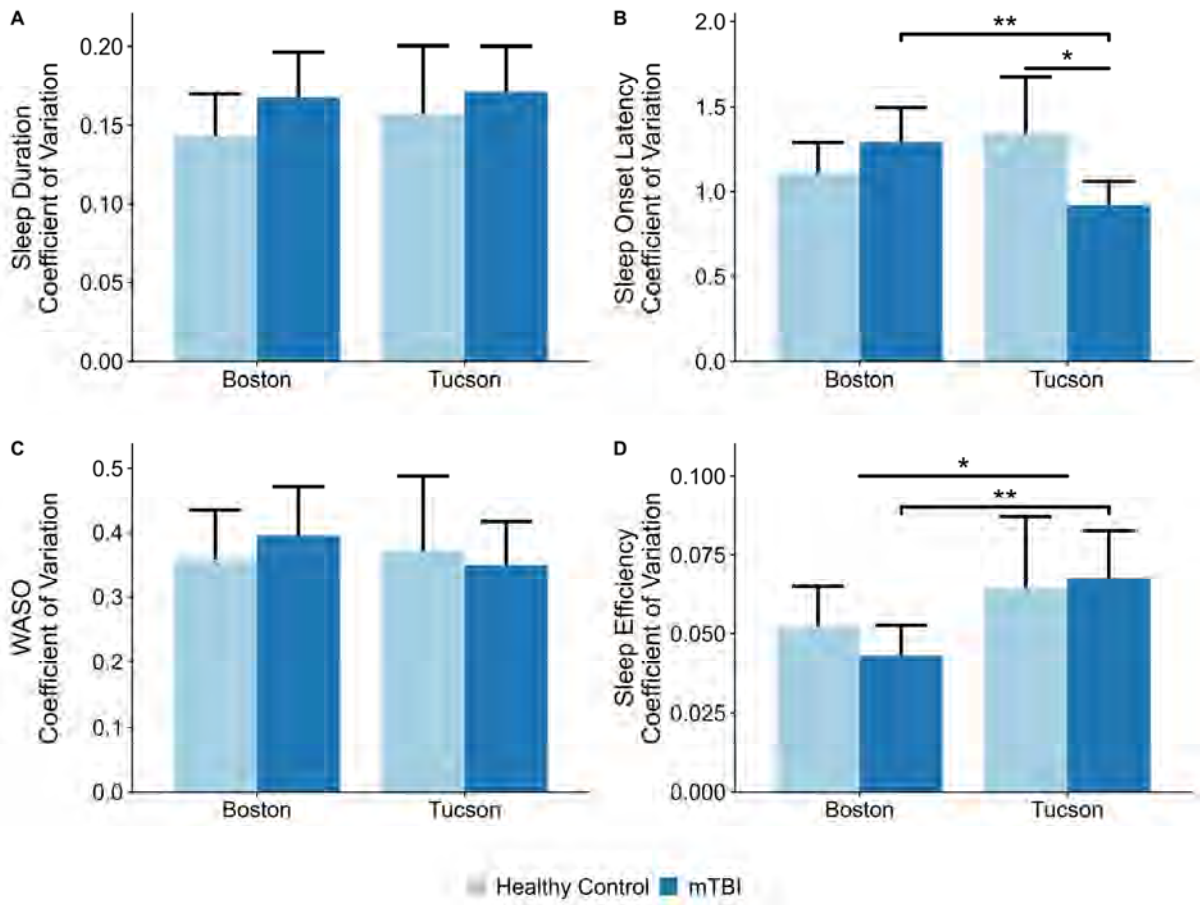 A
Sleep Duration
Coefficient of Variation
0.20
0.15
0.10
0.05
0.00
Boston
Tucson
B
Sleep Onset Latency
Coefficient of Variation
2.0
1.5
1.0
0.5
0.0
**
*
Boston
Tucson
C
WASO
Coefficient of Variation
0.5
0.4
0.3
0.2
0.1
0.0
Boston
Tucson
D
Sleep Efficiency
Coefficient of Variation
0.100
0.075
0.050
0.025
0.000
*
**
Boston
Tucson
Healthy Control mTBI